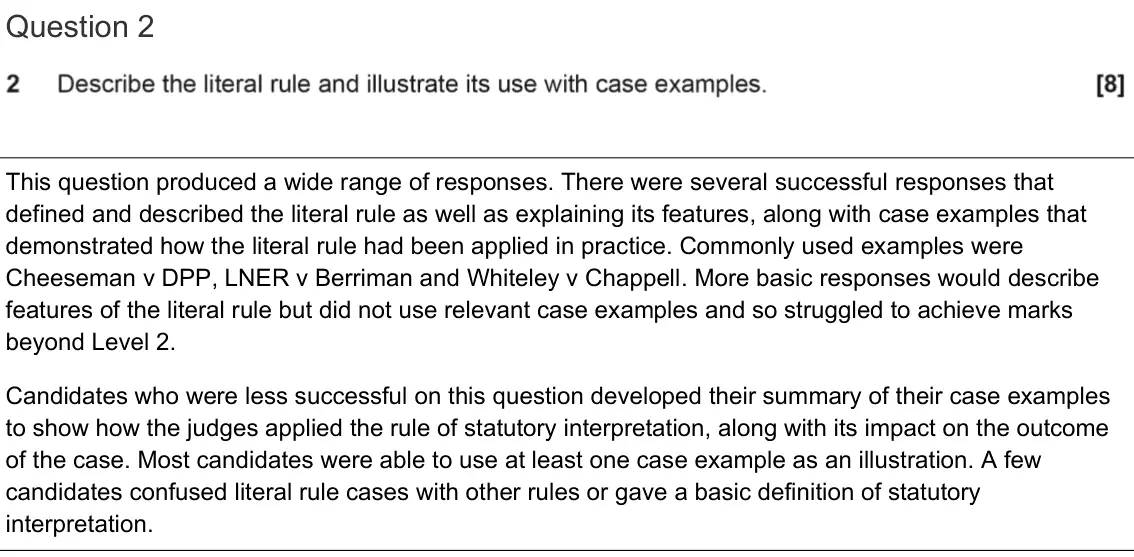 Question 2
2 Describe the literal rule and illustrate its use with case examples. [8]
This question produced a wide range of responses. There were several successful responses that
defined and described the literal rule as well as explaining its features, along with case examples that
demonstrated how the literal rule had been applied in practice. Commonly used examples were
Cheeseman v DPP, LNER v Berriman and Whiteley v Chappell. More basic responses would describe
features of the literal rule but did not use relevant case examples and so struggled to achieve marks
beyond Level 2.
Candidates who were less successful on this question developed their summary of their case examples
to show how the judges applied the rule of statutory interpretation, along with its impact on the outcome
of the case. Most candidates were able to use at least one case example as an illustration. A few
candidates confused literal rule cases with other rules or gave a basic definition of statutory
interpretation.